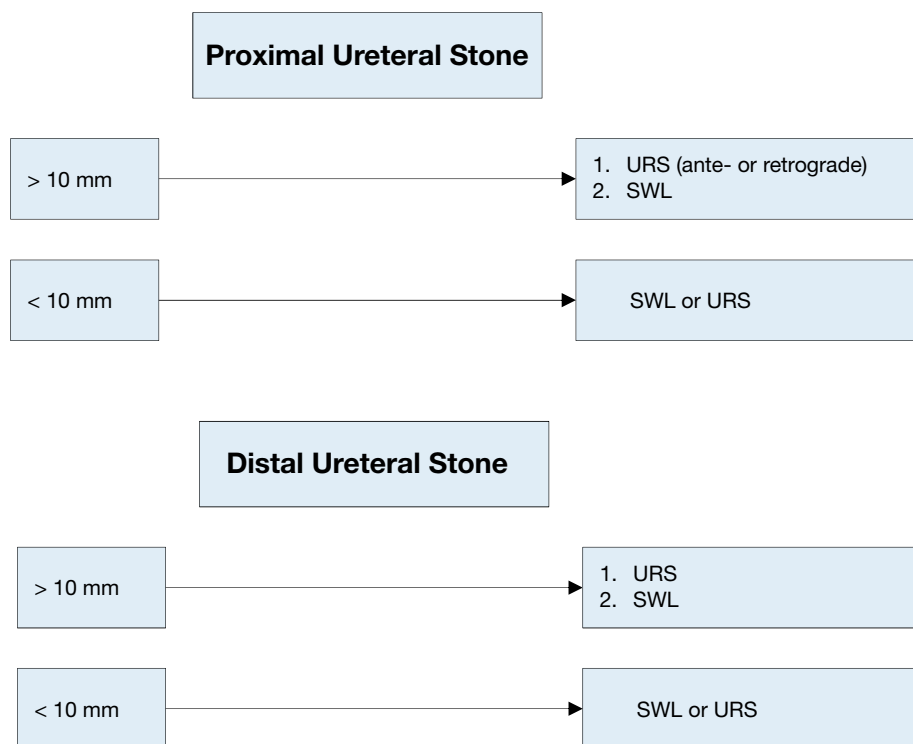 Proximal Ureteral Stone
> 10 mm
1. URS (ante- or retrograde)
2. SWL
< 10 mm
SWL or URS
Distal Ureteral Stone
> 10 mm
1. URS
2. SWL
< 10 mm
SWL or URS